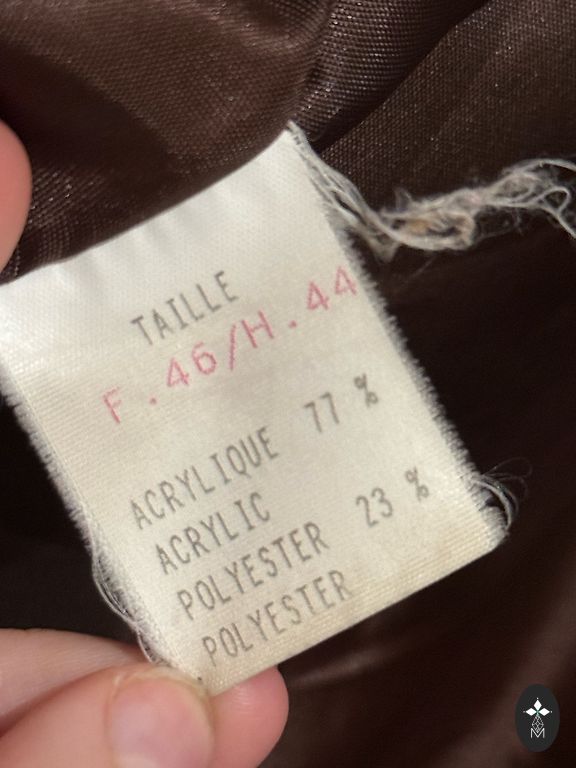 TAILLE
F.46/H.44
ACRYLIQUE 77 %
ACRYLIC
POLYESTER 23 %
POLYESTER